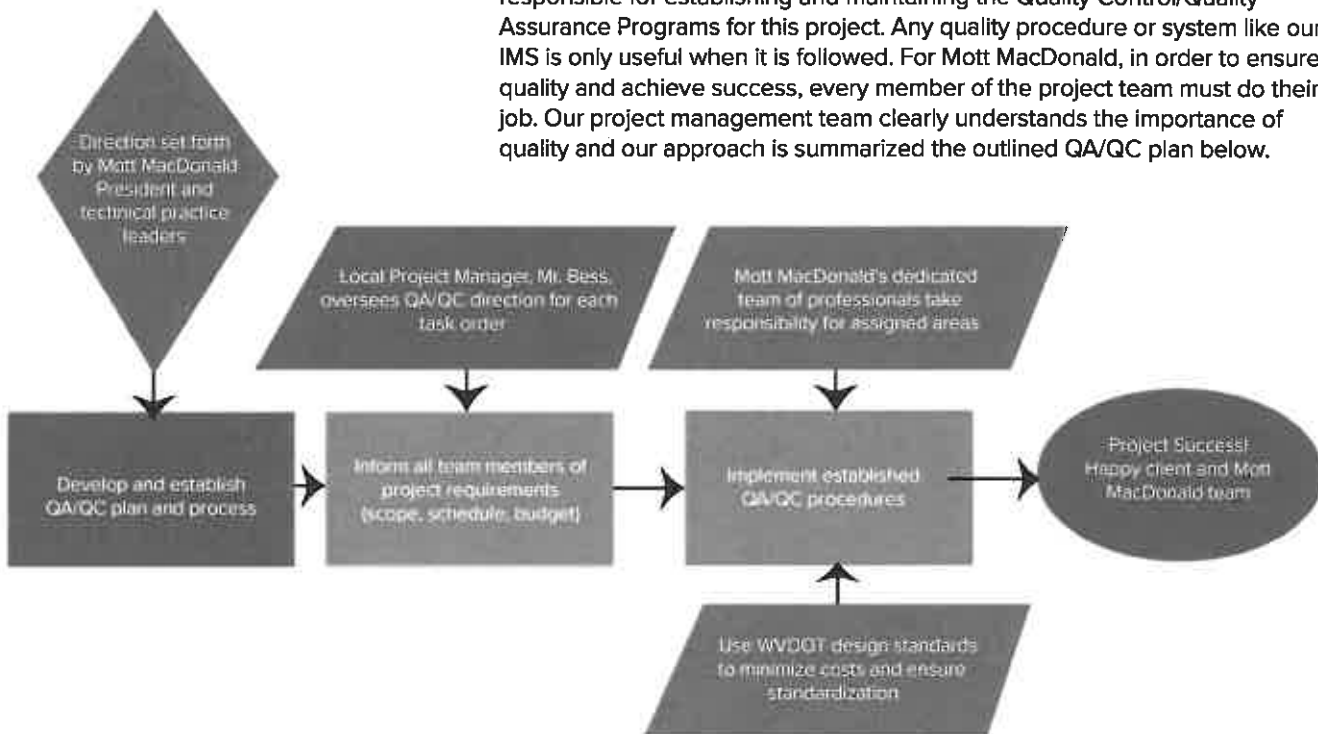 responsible for establishing and maintaining the Quality Control/Quality
Assurance Programs for this project. Any quality procedure or system like our
IMS is only useful when it is followed. For Mott MacDonald, in order to ensure
quality and achieve success, every member of the project team must do their
job. Our project management team clearly understands the importance of
quality and our approach is summarized the outlined QA/QC plan below.
Direction set forth
by Mott MacDonald
President and
technical practice
leaders
Local Project Manager, Mr. Bess,
oversees QA/QC direction for each
task order
Mott MacDonald's dedicated
team of professionals take
responsibility for assigned areas
Develop and establish
QA/QC plan and process
Inform all team members of
project requirements
(scope, schedule, budget)
Implement established
QA/QC procedures
Project Success!
Happy client and Mott
MacDonald team
Use WVDOT design standards
to minimize costs and ensure
standardization